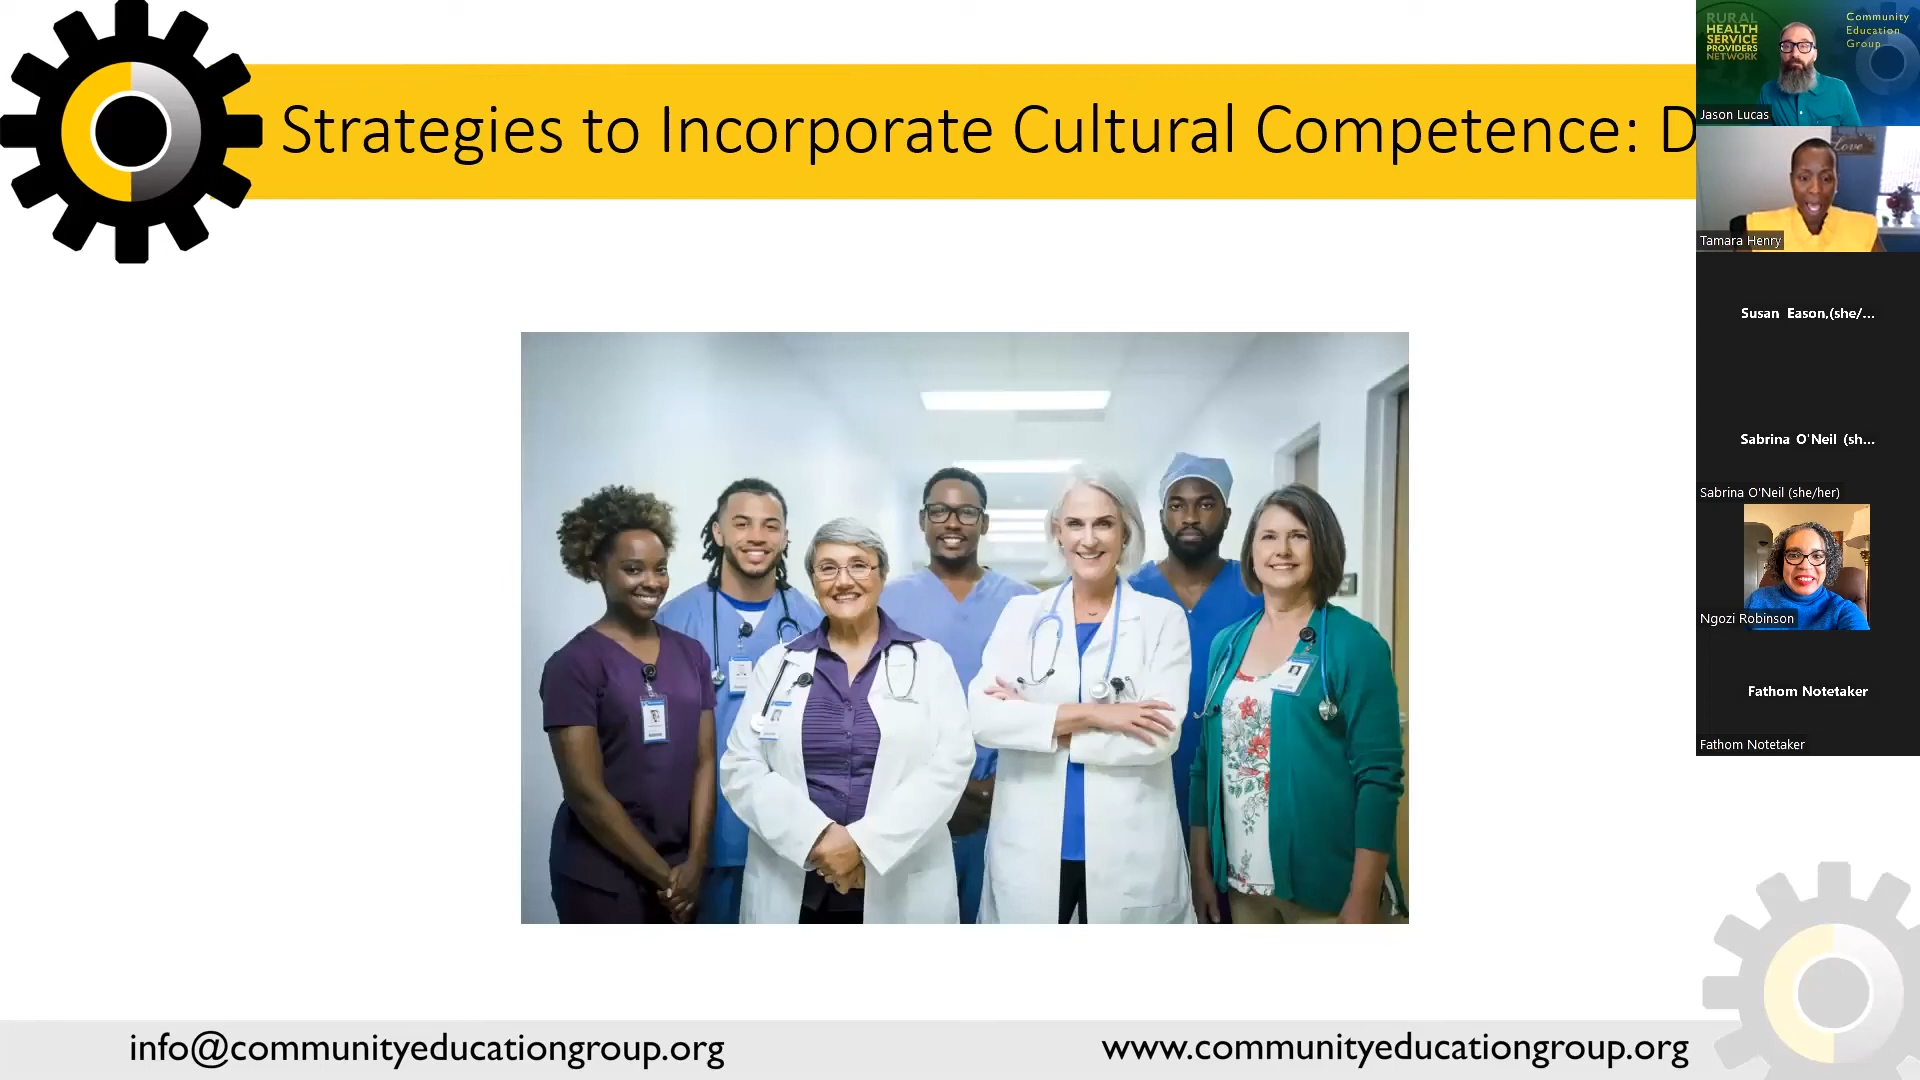 Strategies to Incorporate Cultural Competence: D
RURAL
HEALTH
SERVICE
PROVIDERS
NETWORK
Community
Education
Group
Jason Lucas
Love
Tamara Henry
Susan Eason,(she/...
Sabrina O'Neil (sh...
Sabrina O'Neil (she/her)
Ngozi Robinson
Fathom Notetaker
Fathom Notetaker
info@communityeducationgroup.org
www.communityeducationgroup.org